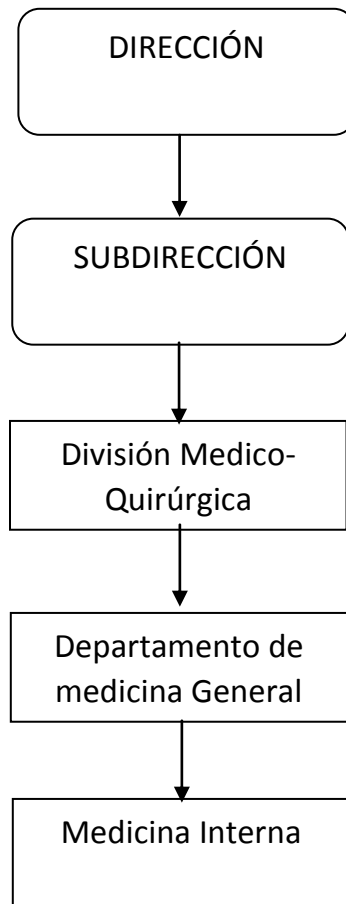 DIRECCIÓN
SUBDIRECCIÓN
División Medico-
Quirúrgica
Departamento de
medicina General
Medicina Interna